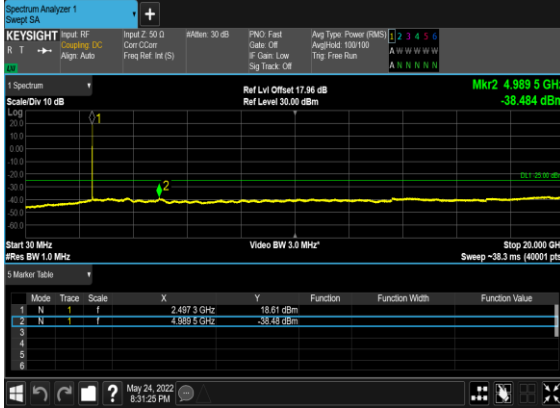 Spectrum Analyzer 1
Swept SA
+
KEYSIGHT
R T
LXI
Input: RF
Coupling: DC
Align: Auto
Input Z: 50 Ω
Corr CCorr
Freq Ref: Int (S)
#Atten: 30 dB
PNO: Fast
Gate: Off
IF Gain: Low
Sig Track: Off
Avg Type: Power (RMS)
Avg|Hold: 100/100
Trig: Free Run
1 2 3 4 5 6
A W W W W W
A N N N N N
1 Spectrum
Scale/Div 10 dB
Ref Lvl Offset 17.96 dB
Ref Level 30.00 dBm
Mkr2 4.989 5 GHz
-38.484 dBm
Log
20.0
10.0
0.00
-10.0
-20.0
-30.0
-40.0
-50.0
-60.0
1
2
DL1 -25.00 dBm
Start 30 MHz
#Res BW 1.0 MHz
Video BW 3.0 MHz*
Stop 20.000 GH
Sweep ~38.3 ms (40001 pts
5 Marker Table
Mode Trace Scale X Y Function Function Width Function Value
1 N 1 f 2.497 3 GHz 18.61 dBm
2 N 1 f 4.989 5 GHz -38.48 dBm
3
4
5
6
?
May 24, 2022
8:31:25 PM